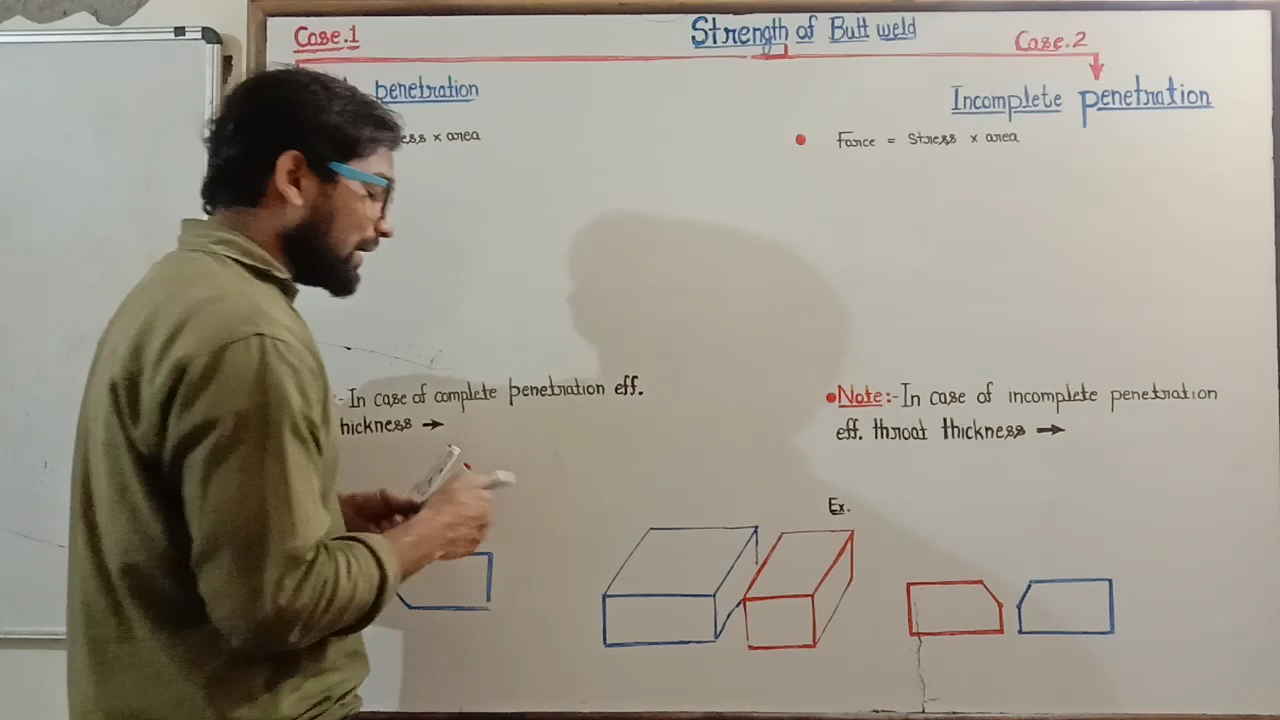 Case.1
Strength of Butt weld
Case.2
penetration
Incomplete penetration
ess × area
• Force = Stress × area
:- In case of complete penetration eff.
hickness →
• Note:- In case of incomplete penetration
eff. throat thickness →
Ex.